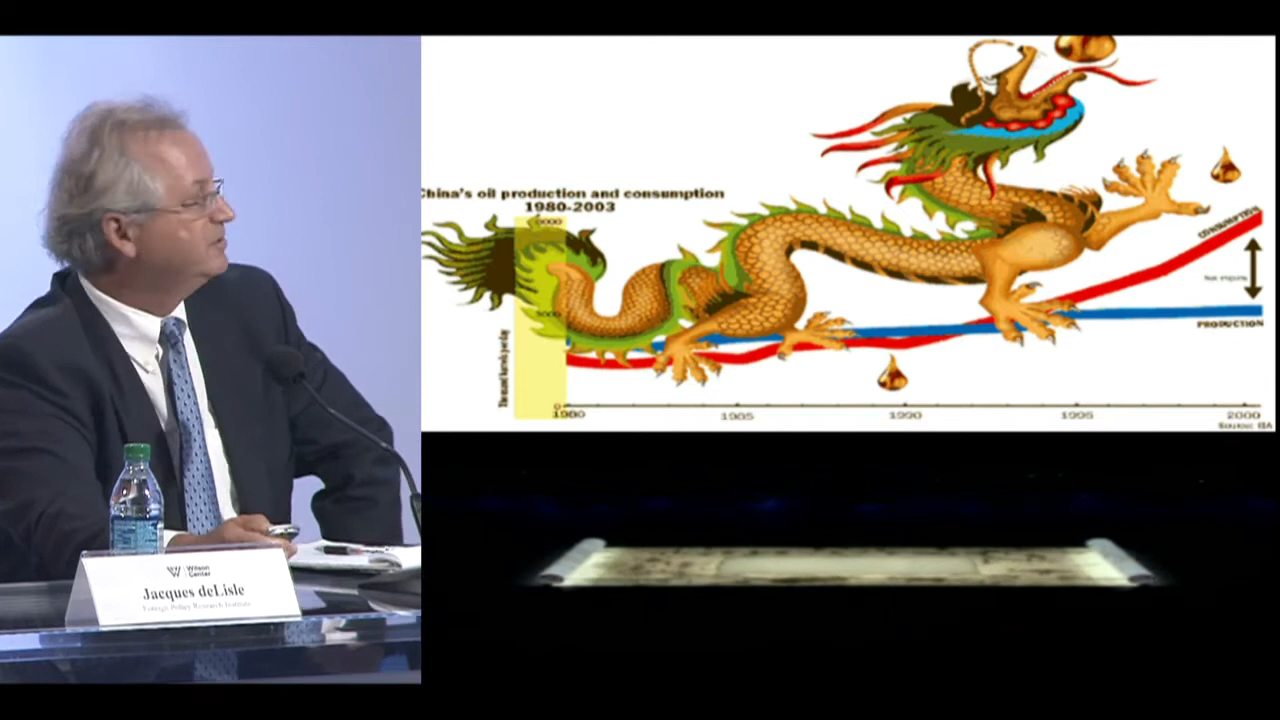 China's oil production and consumption
1980-2003
CONSUMPTION
PRODUCTION
0
1980
1985
1990
1995
2000
Wilson
Center
Jacques deLisle
Foreign Policy Research Institute